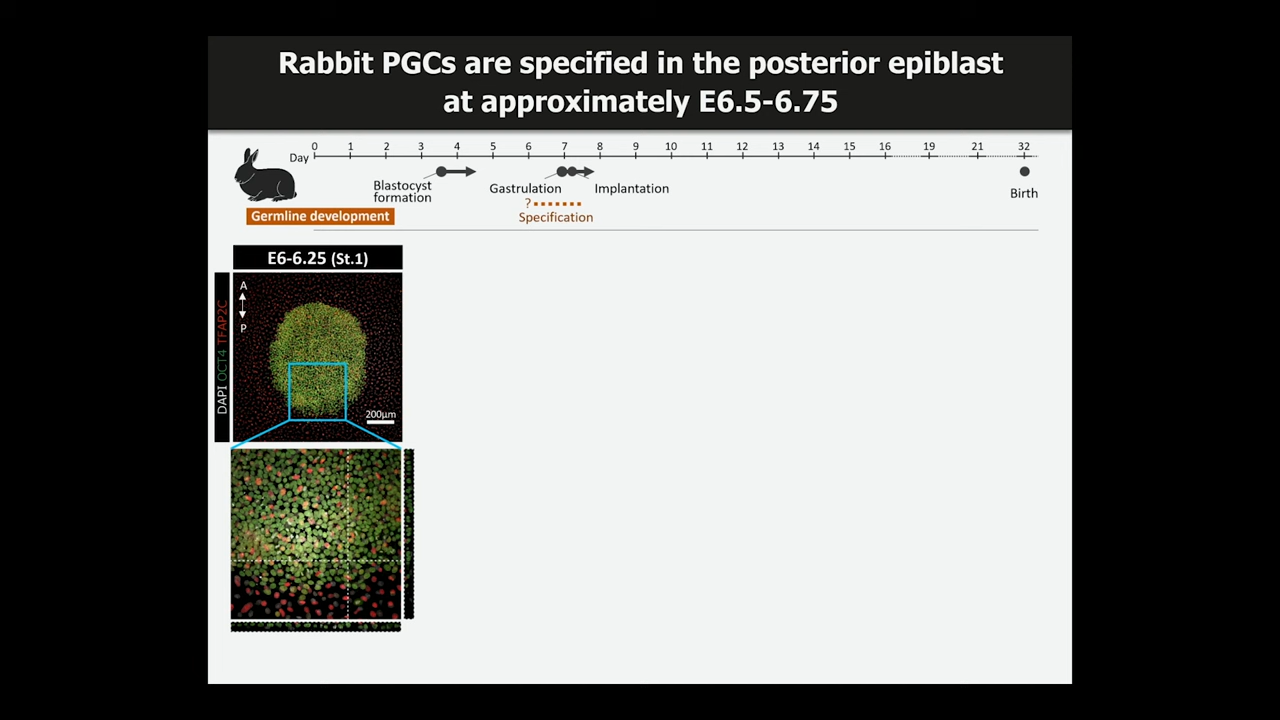 Rabbit PGCs are specified in the posterior epiblast
at approximately E6.5-6.75
Day 0 1 2 3 4 5 6 7 8 9 10 11 12 13 14 15 16 19 21 32
Blastocyst
formation
Gastrulation
Implantation
Birth
?
Specification
Germline development
E6-6.25 (St.1)
DAPI OCT4 TFAP2C
A
P
200μm